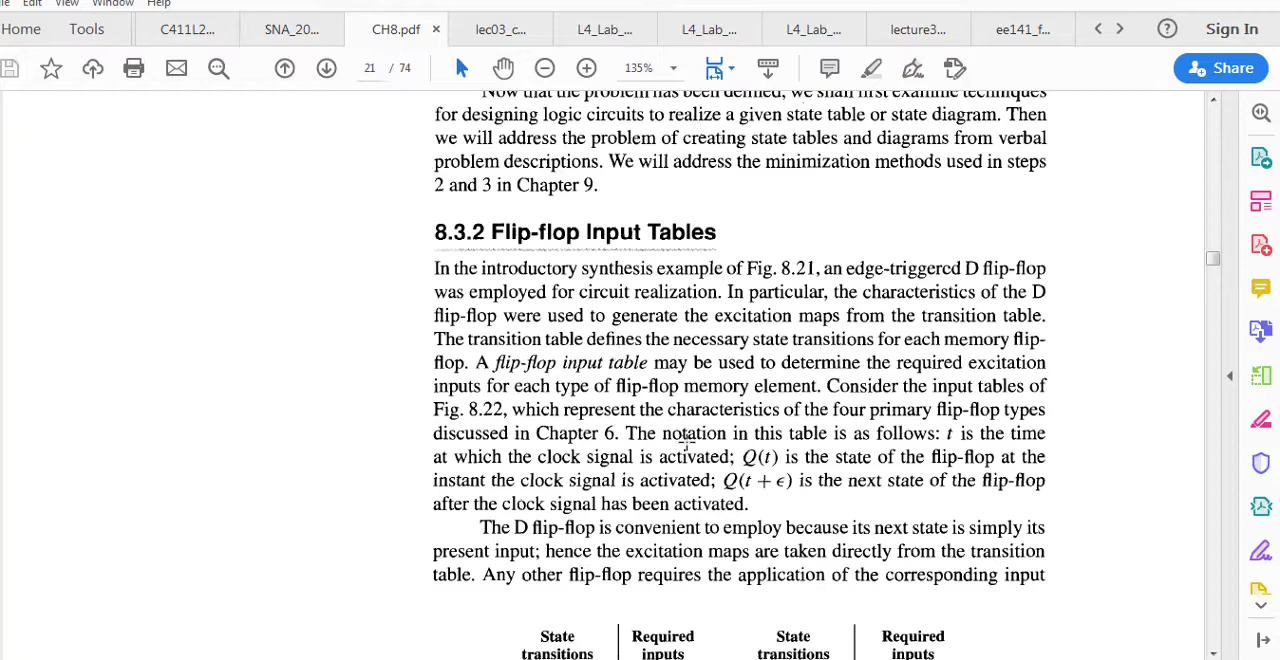 Edit View Window Help
Home Tools C411L2... SNA_20... CH8.pdf × lec03_c... L4_Lab_... L4_Lab_... L4_Lab_... lecture3... ee141_f... Sign In
21 / 74 135% Share
Now that the problem has been defined, we shall first examine techniques
for designing logic circuits to realize a given state table or state diagram. Then
we will address the problem of creating state tables and diagrams from verbal
problem descriptions. We will address the minimization methods used in steps
2 and 3 in Chapter 9.
8.3.2 Flip-flop Input Tables
In the introductory synthesis example of Fig. 8.21, an edge-triggered D flip-flop
was employed for circuit realization. In particular, the characteristics of the D
flip-flop were used to generate the excitation maps from the transition table.
The transition table defines the necessary state transitions for each memory flip-
flop. A flip-flop input table may be used to determine the required excitation
inputs for each type of flip-flop memory element. Consider the input tables of
Fig. 8.22, which represent the characteristics of the four primary flip-flop types
discussed in Chapter 6. The notation in this table is as follows: t is the time
at which the clock signal is activated; Q(t) is the state of the flip-flop at the
instant the clock signal is activated; Q(t + ϵ) is the next state of the flip-flop
after the clock signal has been activated.
The D flip-flop is convenient to employ because its next state is simply its
present input; hence the excitation maps are taken directly from the transition
table. Any other flip-flop requires the application of the corresponding input
State Required State Required
transitions inputs transitions inputs